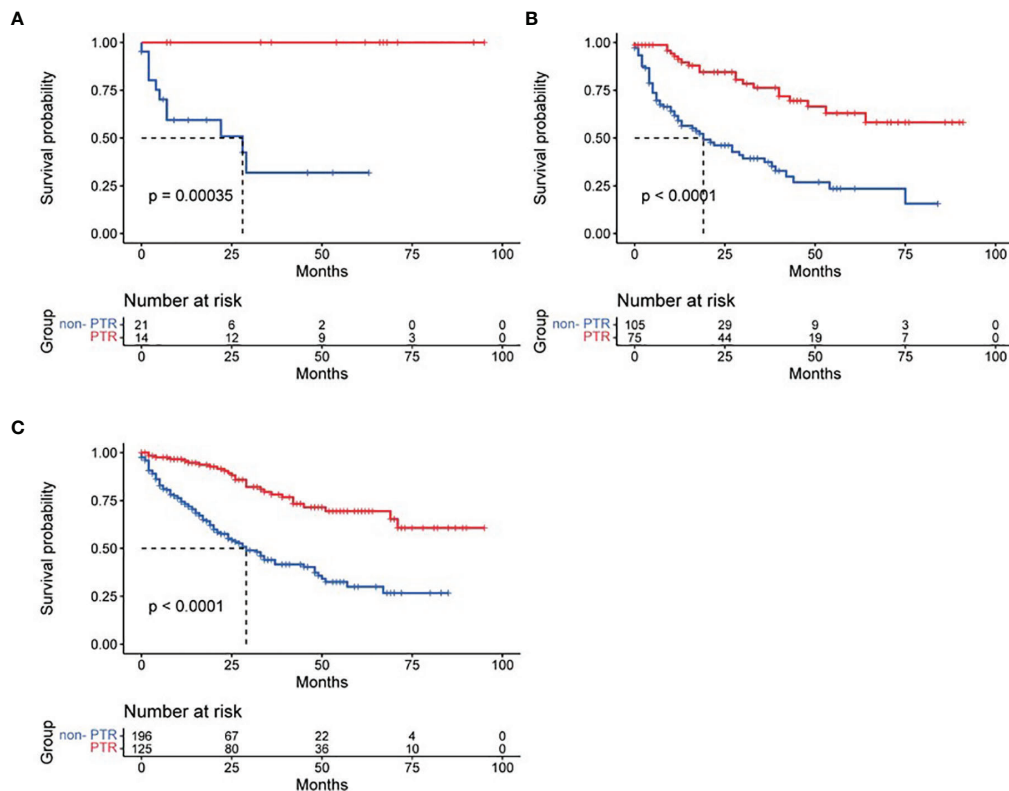 A
1.00
0.75
0.50
0.25
0.00
Survival probability
p = 0.00035
0 25 50 75 100
Months
Number at risk
Group
non- PTR 21 6 2 0 0
PTR 14 12 9 3 0
0 25 50 75 100
Months
B
1.00
0.75
0.50
0.25
0.00
Survival probability
p < 0.0001
0 25 50 75 100
Months
Number at risk
Group
non- PTR 105 29 9 3 0
PTR 75 44 19 7 0
0 25 50 75 100
Months
C
1.00
0.75
0.50
0.25
0.00
Survival probability
p < 0.0001
0 25 50 75 100
Months
Number at risk
Group
non- PTR 196 67 22 4 0
PTR 125 80 36 10 0
0 25 50 75 100
Months